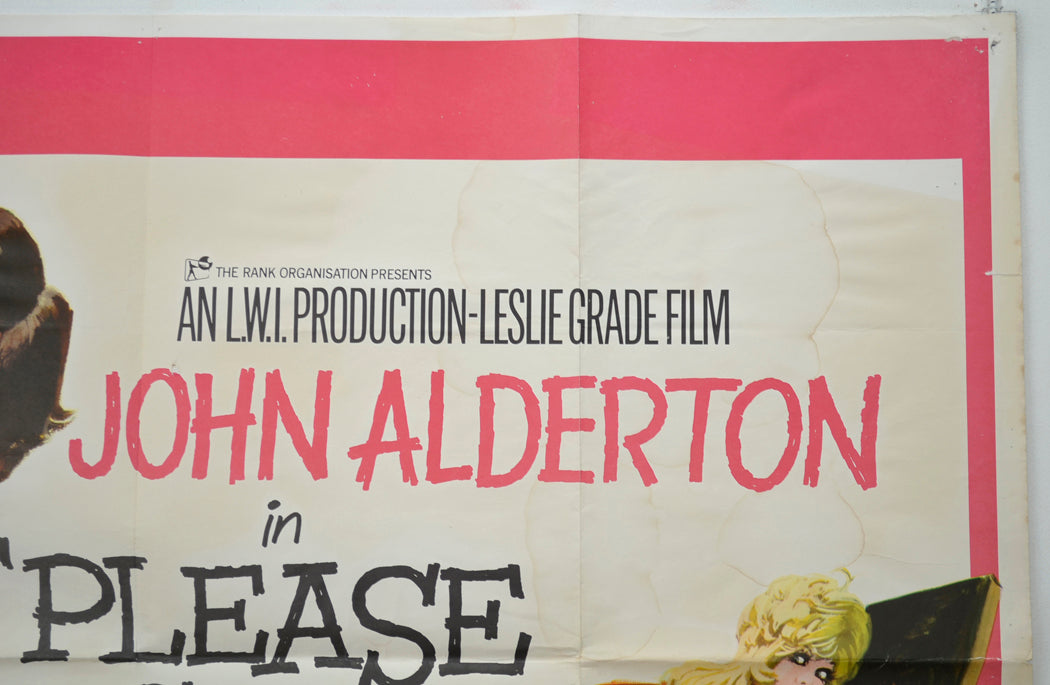 THE RANK ORGANISATION PRESENTS
AN L.W.I. PRODUCTION-LESLIE GRADE FILM
JOHN ALDERTON
in
"PLEASE